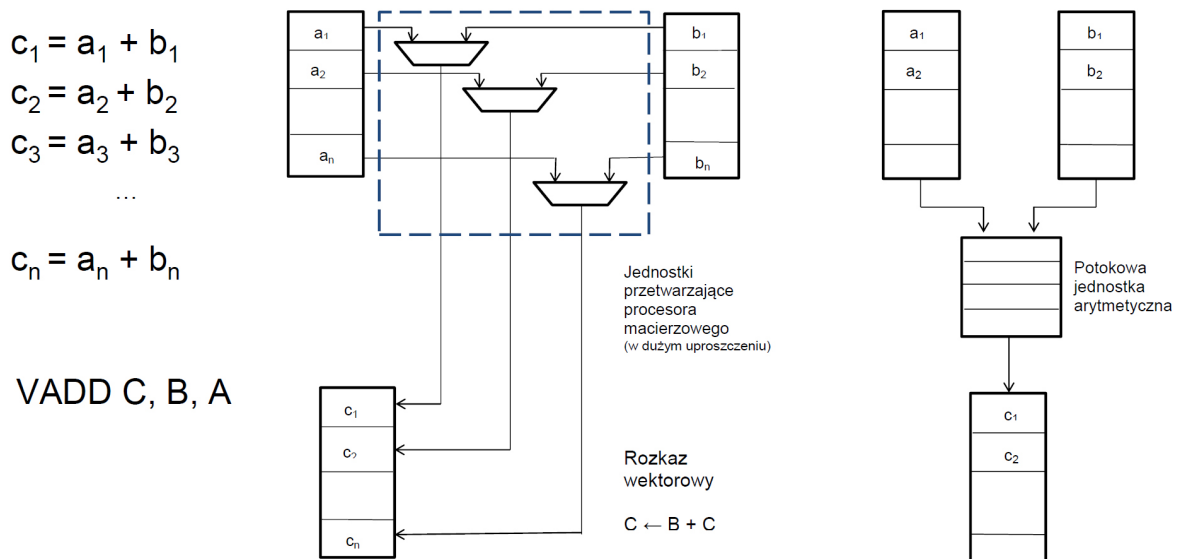 c₁ = a₁ + b₁
c₂ = a₂ + b₂
c₃ = a₃ + b₃
...
cₙ = aₙ + bₙ
VADD C, B, A
a₁
a₂
aₙ
b₁
b₂
bₙ
Jednostki
przetwarzające
procesora
macierzowego
(w dużym uproszczeniu)
c₁
c₂
cₙ
Rozkaz
wektorowy
C ← B + C
a₁
a₂
b₁
b₂
Potokowa
jednostka
arytmetyczna
c₁
c₂